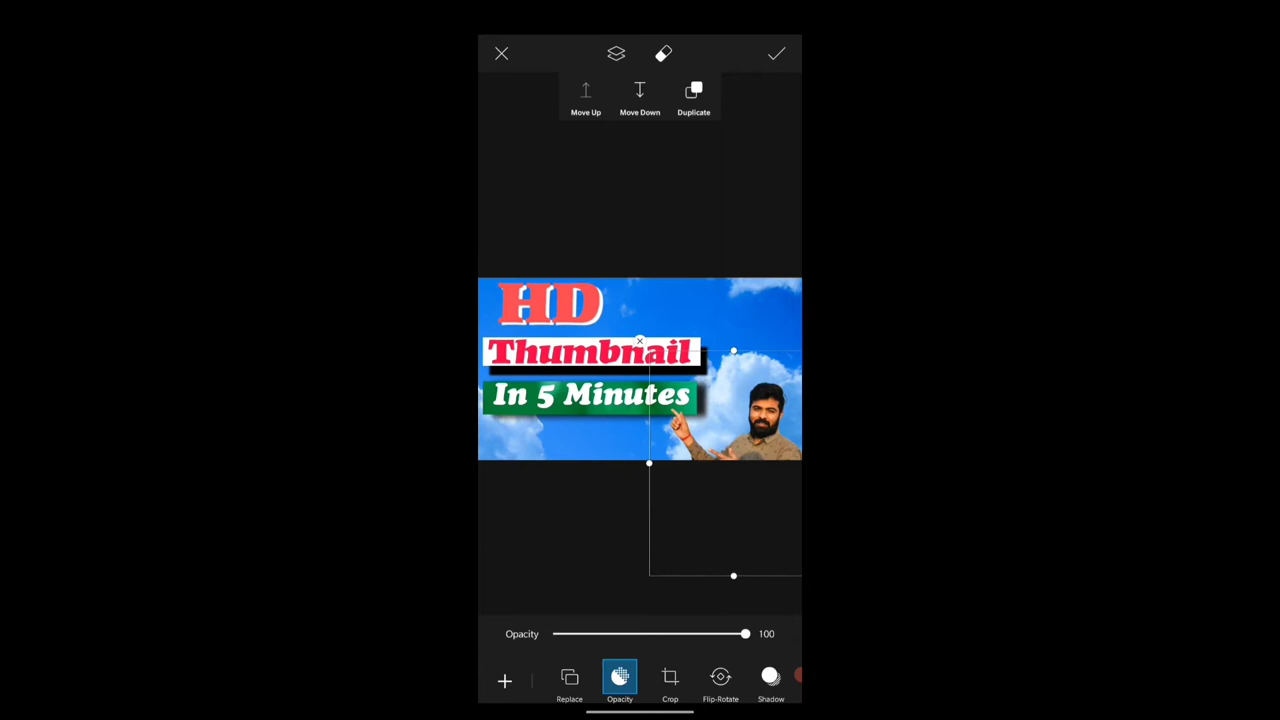 Move Up Move Down Duplicate
HD
Thumbnail
In 5 Minutes
Opacity 100
Replace Opacity Crop Flip-Rotate Shadow